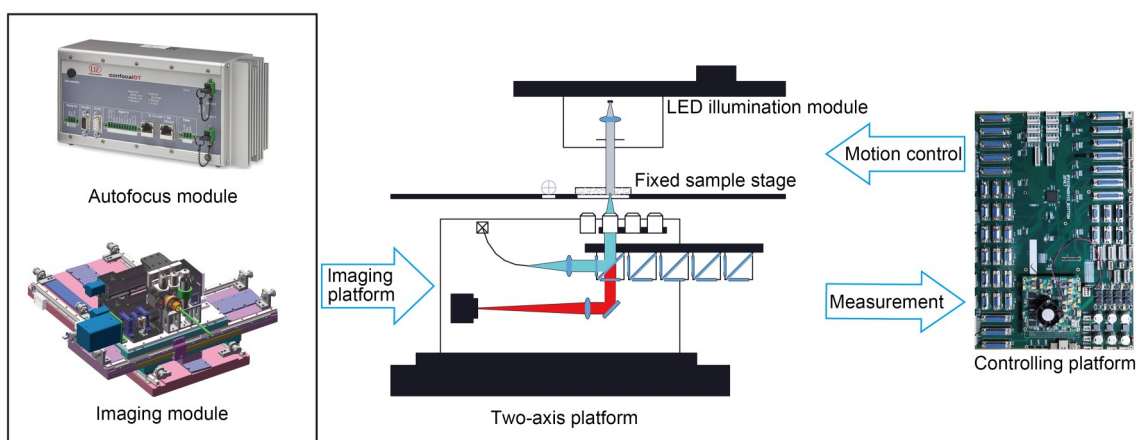 confocalDT
Autofocus module
Imaging module
Imaging
platform
LED illumination module
Fixed sample stage
Two-axis platform
Motion control
Measurement
Controlling platform